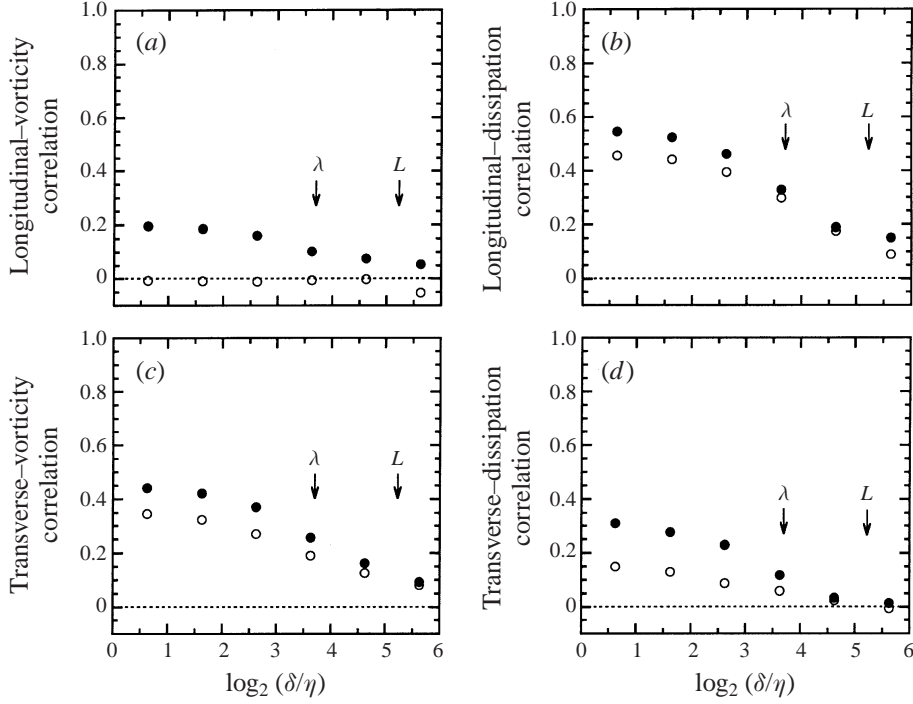 (a)
Longitudinal–vorticity
correlation
1.0
0.8
0.6
0.4
0.2
0
λ
L
(b)
Longitudinal–dissipation
correlation
1.0
0.8
0.6
0.4
0.2
0
λ
L
(c)
Transverse–vorticity
correlation
1.0
0.8
0.6
0.4
0.2
0
λ
L
0 1 2 3 4 5 6
log₂ (δ/η)
(d)
Transverse–dissipation
correlation
1.0
0.8
0.6
0.4
0.2
0
λ
L
0 1 2 3 4 5 6
log₂ (δ/η)